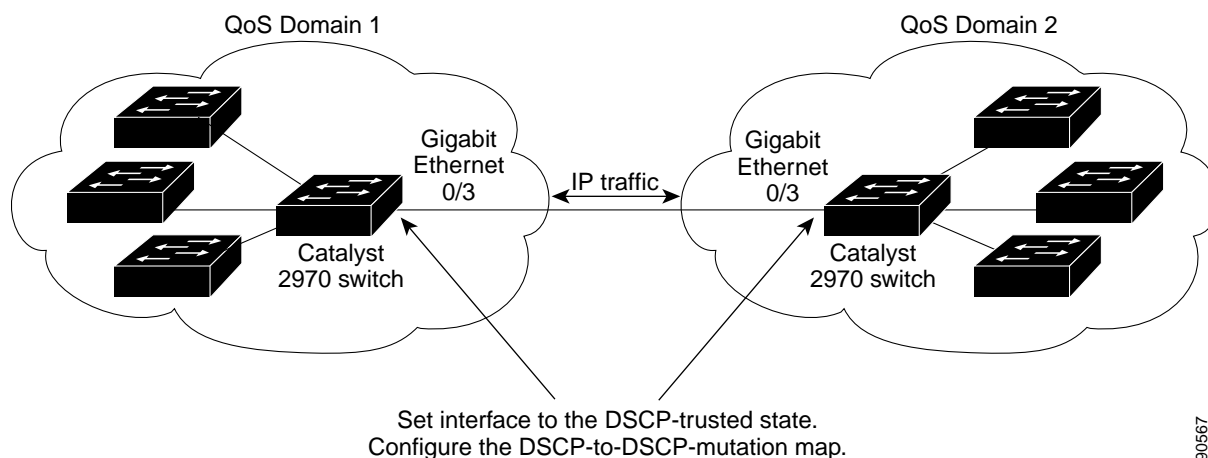 QoS Domain 1
QoS Domain 2
Gigabit
Ethernet
0/3
IP traffic
Gigabit
Ethernet
0/3
Catalyst
2970 switch
Catalyst
2970 switch
Set interface to the DSCP-trusted state.
Configure the DSCP-to-DSCP-mutation map.
90567